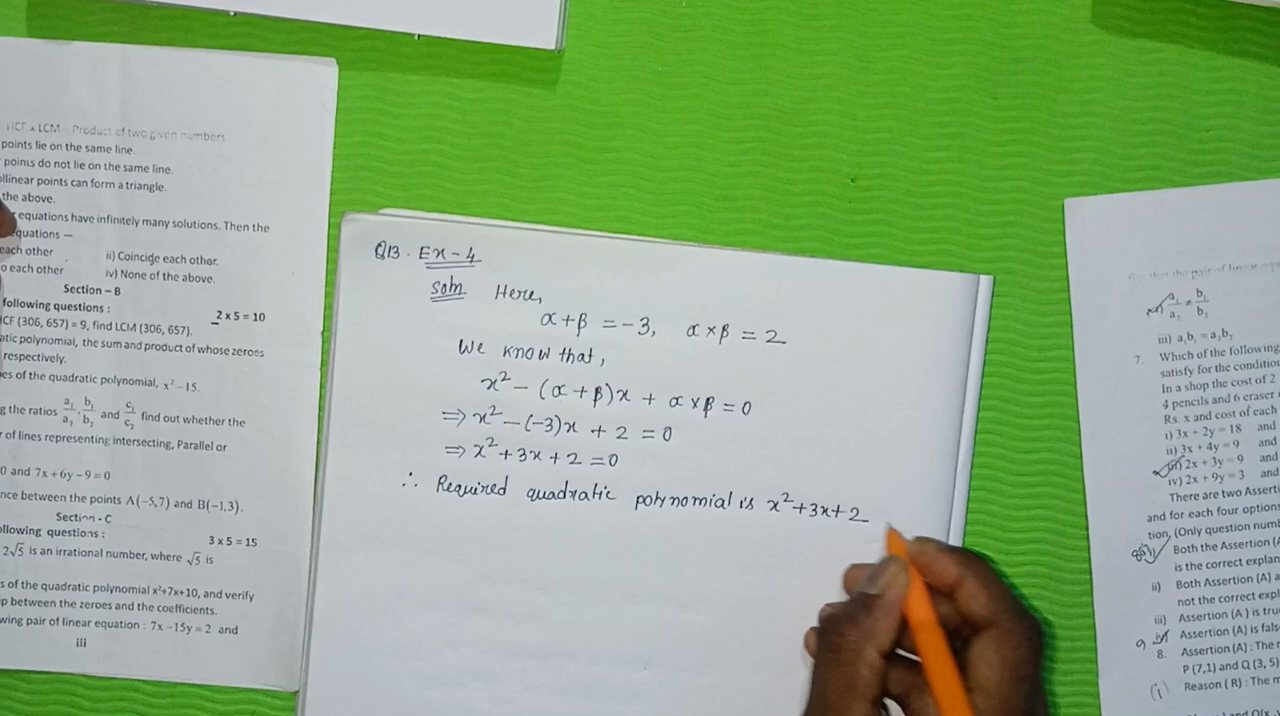 HCF x LCM = Product of two given numbers
points lie on the same line.
points do not lie on the same line.
llinear points can form a triangle.
the above.
equations have infinitely many solutions. Then the
equations —
each other ii) Coincide each other.
o each other iv) None of the above.
Section – B
following questions : 2 x 5 = 10
HCF (306, 657) = 9, find LCM (306, 657).
atic polynomial, the sum and product of whose zeroes
respectively.
es of the quadratic polynomial, x² –15.
g the ratios a₁/a₂, b₁/b₂ and c₁/c₂ find out whether the
r of lines representing intersecting, Parallel or
0 and 7x+6y–9=0
nce between the points A(–5,7) and B(–1,3).
Section - C
ollowing questions : 3 x 5 = 15
2√5 is an irrational number, where √5 is
s of the quadratic polynomial x²+7x+10, and verify
p between the zeroes and the coefficients.
wing pair of linear equation : 7x –15y = 2 and
iii
Q13. Ex-4
Soln Here,
α+β = -3, α×β = 2
We know that,
x² - (α+β)x + α×β = 0
⇒ x² - (-3)x + 2 = 0
⇒ x² + 3x + 2 = 0
∴ Required quadratic polynomial is x²+3x+2
the pair of linear
a₁/a₂ ≠ b₁/b₂
iii) a₁b₁ = a₂b₂
7. Which of the following
satisfy for the condition
In a shop the cost of 2
4 pencils and 6 eraser
Rs. x and cost of each
i) 3x + 2y = 18 and
ii) 3x + 4y = 9 and
iii) 2x + 3y = 9 and
iv) 2x + 9y = 3 and
There are two Asserti
and for each four option
tion. (Only question num
Both the Assertion (A
is the correct explan
ii) Both Assertion (A) a
not the correct expl
iii) Assertion (A ) is tru
iv) Assertion (A) is fals
8. Assertion (A) : The
P (7,1) and Q (3, 5)
(i) Reason ( R) : The m